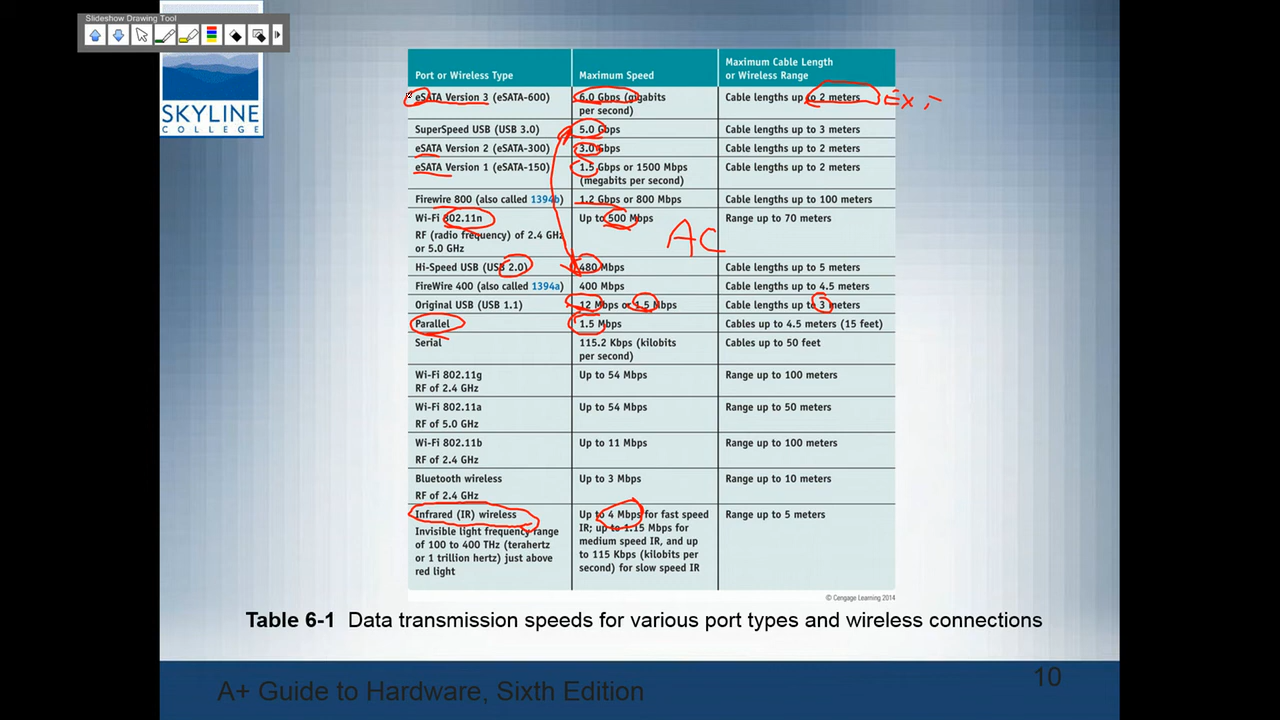 Slideshow Drawing Tool
SKYLINE
COLLEGE
Port or Wireless Type
Maximum Speed
Maximum Cable Length
or Wireless Range
eSATA Version 3 (eSATA-600)
6.0 Gbps (gigabits
per second)
Cable lengths up to 2 meters
Ex,
SuperSpeed USB (USB 3.0)
5.0 Gbps
Cable lengths up to 3 meters
eSATA Version 2 (eSATA-300)
3.0 Gbps
Cable lengths up to 2 meters
eSATA Version 1 (eSATA-150)
1.5 Gbps or 1500 Mbps
(megabits per second)
Cable lengths up to 2 meters
Firewire 800 (also called 1394b)
1.2 Gbps or 800 Mbps
Cable lengths up to 100 meters
Wi-Fi 802.11n
RF (radio frequency) of 2.4 GHz
or 5.0 GHz
Up to 500 Mbps
AC
Range up to 70 meters
Hi-Speed USB (USB 2.0)
480 Mbps
Cable lengths up to 5 meters
FireWire 400 (also called 1394a)
400 Mbps
Cable lengths up to 4.5 meters
Original USB (USB 1.1)
12 Mbps or 1.5 Mbps
Cable lengths up to 3 meters
Parallel
1.5 Mbps
Cables up to 4.5 meters (15 feet)
Serial
115.2 Kbps (kilobits
per second)
Cables up to 50 feet
Wi-Fi 802.11g
RF of 2.4 GHz
Up to 54 Mbps
Range up to 100 meters
Wi-Fi 802.11a
RF of 5.0 GHz
Up to 54 Mbps
Range up to 50 meters
Wi-Fi 802.11b
RF of 2.4 GHz
Up to 11 Mbps
Range up to 100 meters
Bluetooth wireless
RF of 2.4 GHz
Up to 3 Mbps
Range up to 10 meters
Infrared (IR) wireless
Invisible light frequency range
of 100 to 400 THz (terahertz
or 1 trillion hertz) just above
red light
Up to 4 Mbps for fast speed
IR; up to 1.15 Mbps for
medium speed IR, and up
to 115 Kbps (kilobits per
second) for slow speed IR
Range up to 5 meters
© Cengage Learning 2014
Table 6-1 Data transmission speeds for various port types and wireless connections
A+ Guide to Hardware, Sixth Edition
10